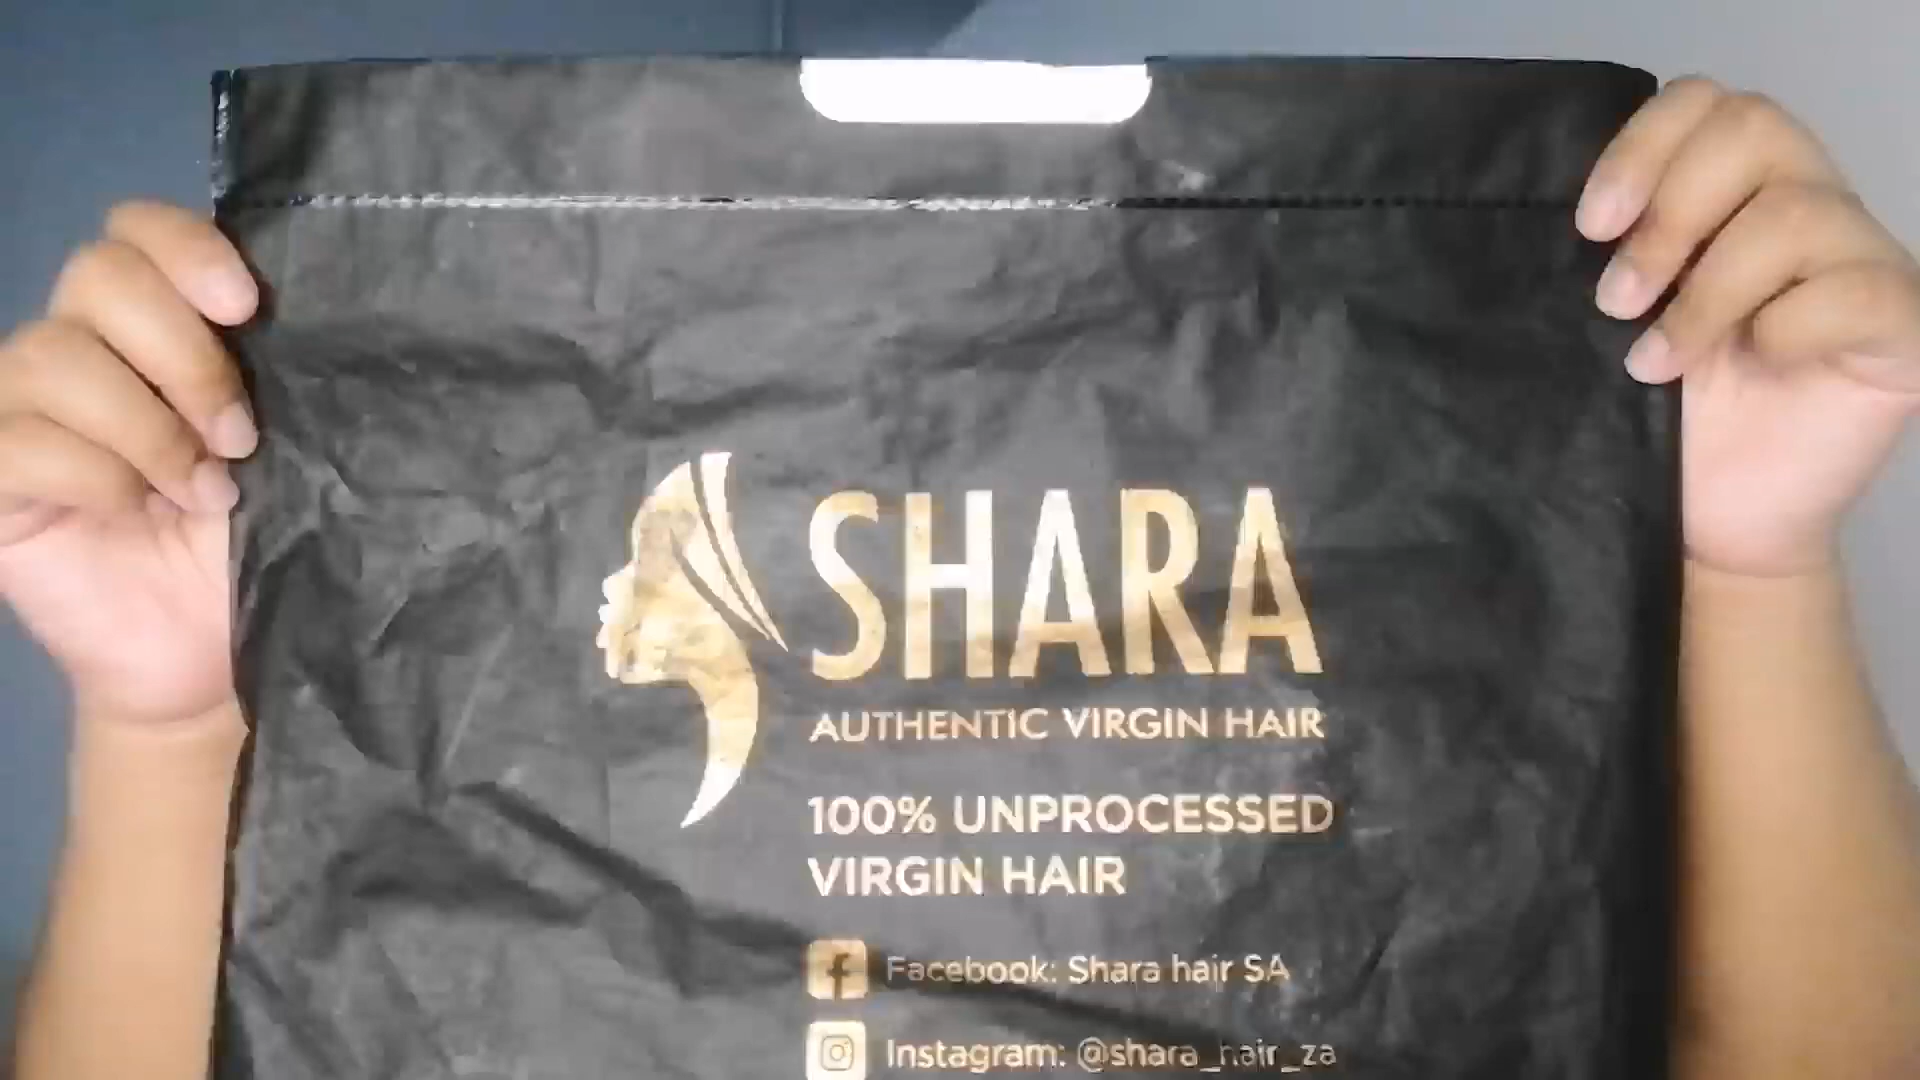 SHARA
AUTHENTIC VIRGIN HAIR
100% UNPROCESSED
VIRGIN HAIR
Facebook: Shara hair SA
Instagram: @shara_hair_za